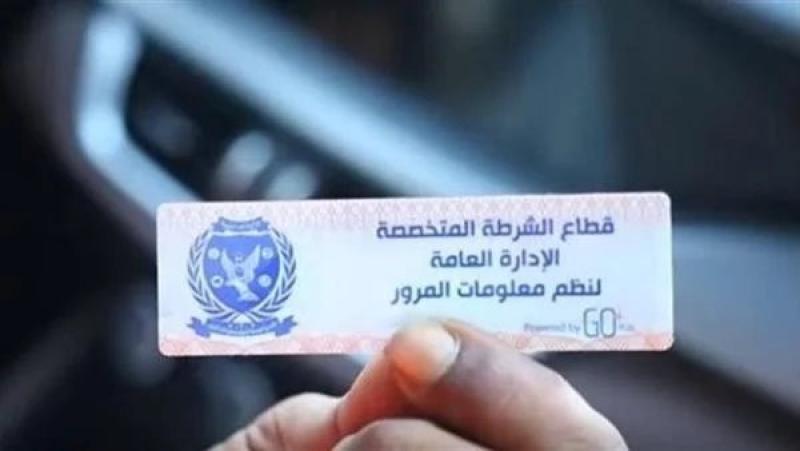 قطاع الشرطة المتخصصة
الإدارة العامة
لنظم معلومات المرور
Powered by GO+